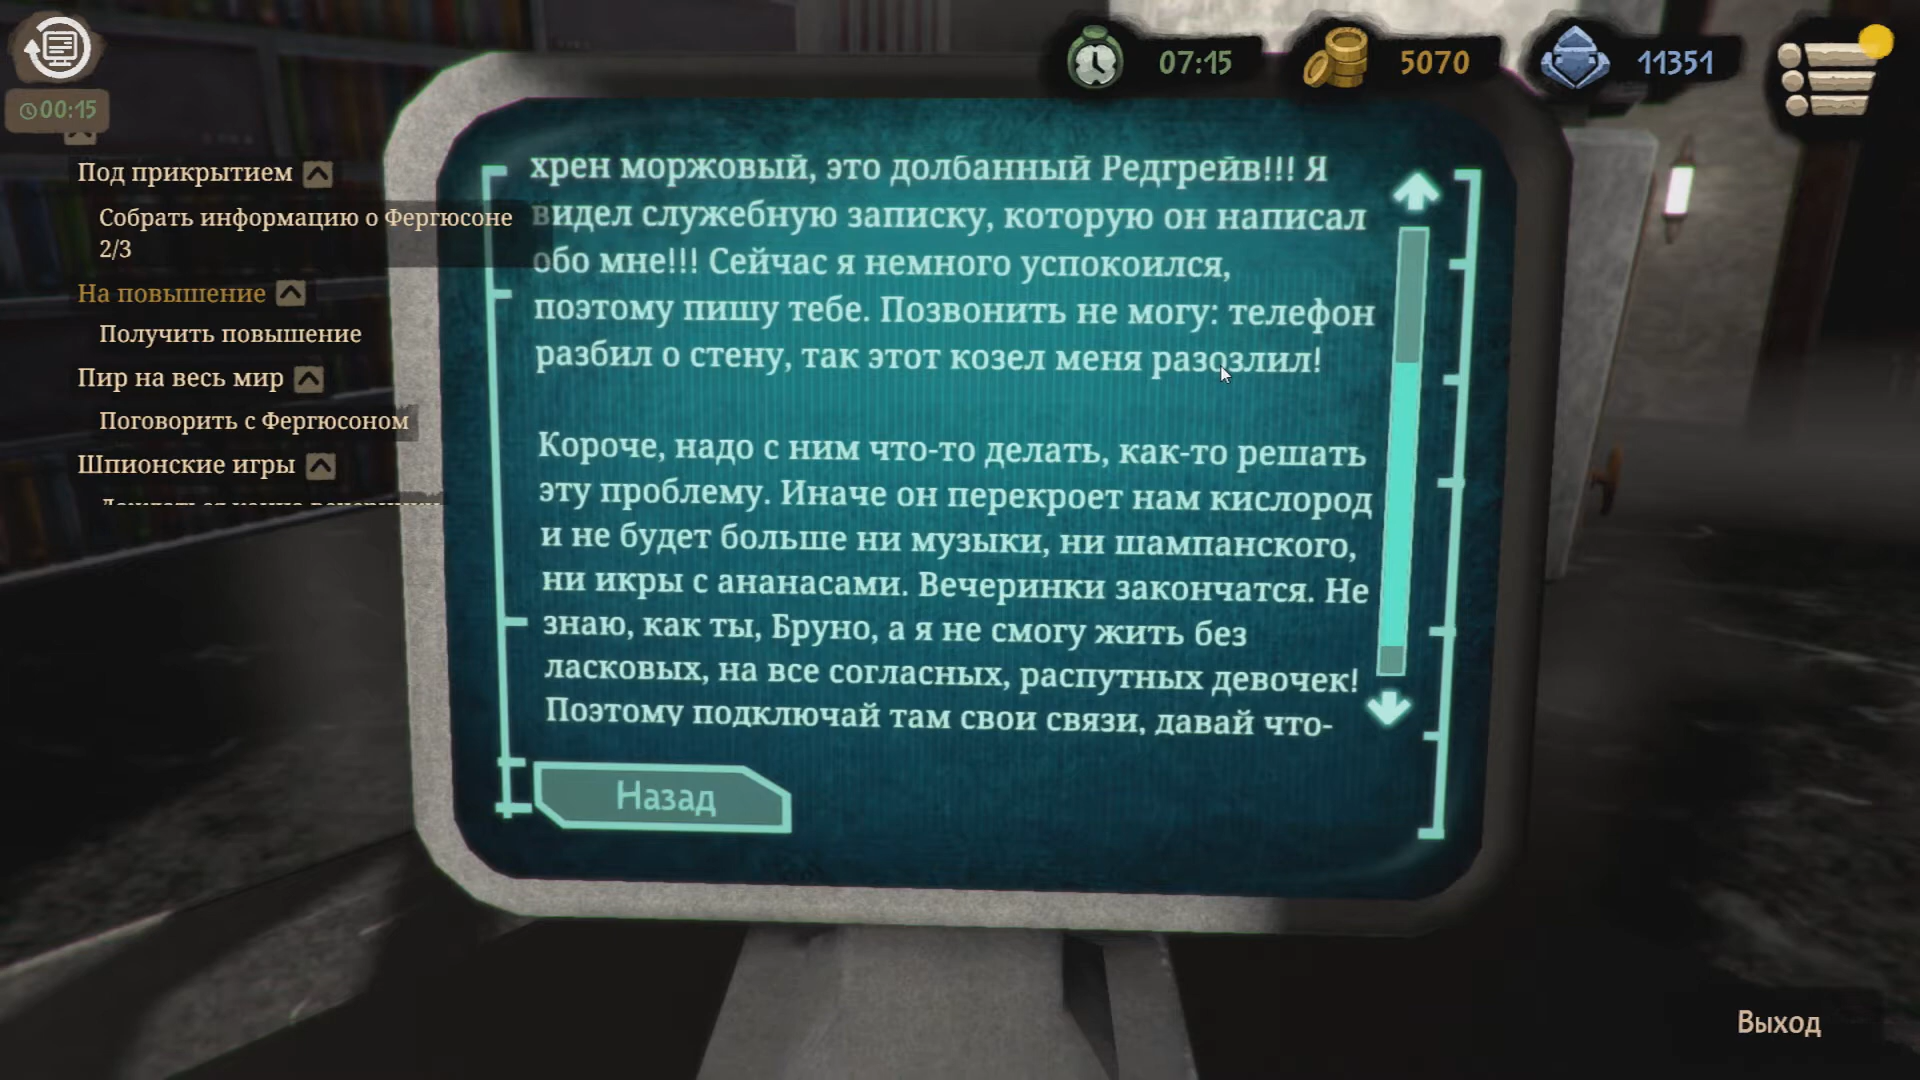 07:15
5070
11351
00:15
Под прикрытием
Собрать информацию о Фергюсоне
2/3
На повышение
Получить повышение
Пир на весь мир
Поговорить с Фергюсоном
Шпионские игры
хрен моржовый, это долбанный Редгрейв!!! Я
видел служебную записку, которую он написал
обо мне!!! Сейчас я немного успокоился,
поэтому пишу тебе. Позвонить не могу: телефон
разбил о стену, так этот козел меня разозлил!
Короче, надо с ним что-то делать, как-то решать
эту проблему. Иначе он перекроет нам кислород
и не будет больше ни музыки, ни шампанского,
ни икры с ананасами. Вечеринки закончатся. Не
знаю, как ты, Бруно, а я не смогу жить без
ласковых, на все согласных, распутных девочек!
Поэтому подключай там свои связи, давай что-
Назад
Выход